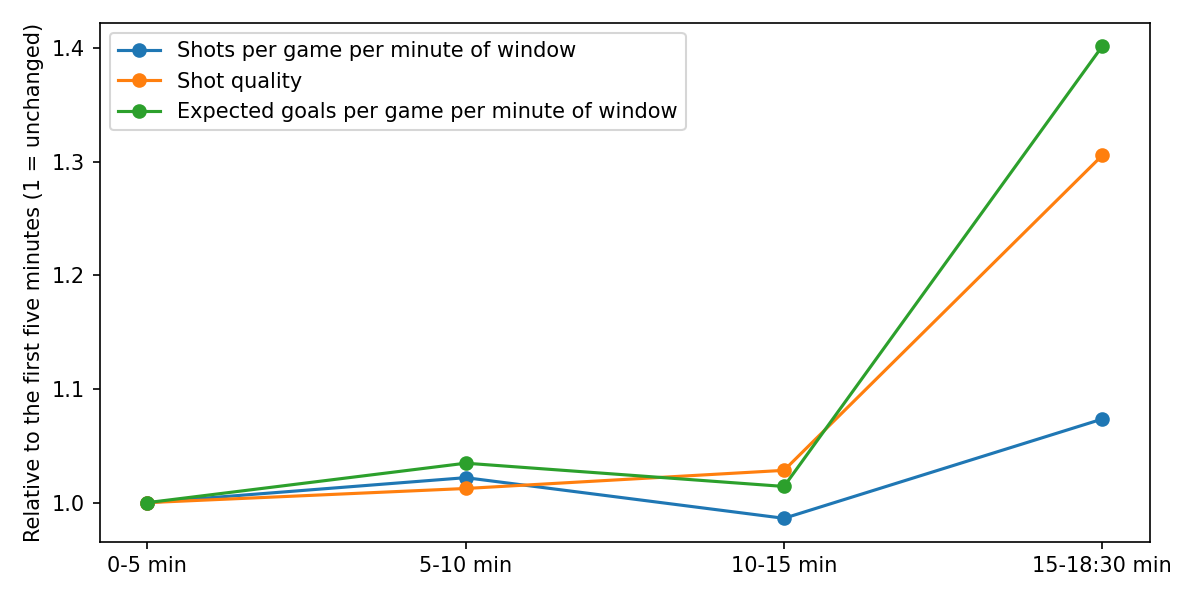 Relative to the first five minutes (1 = unchanged)
1.4
1.3
1.2
1.1
1.0
Shots per game per minute of window
Shot quality
Expected goals per game per minute of window
0-5 min
5-10 min
10-15 min
15-18:30 min